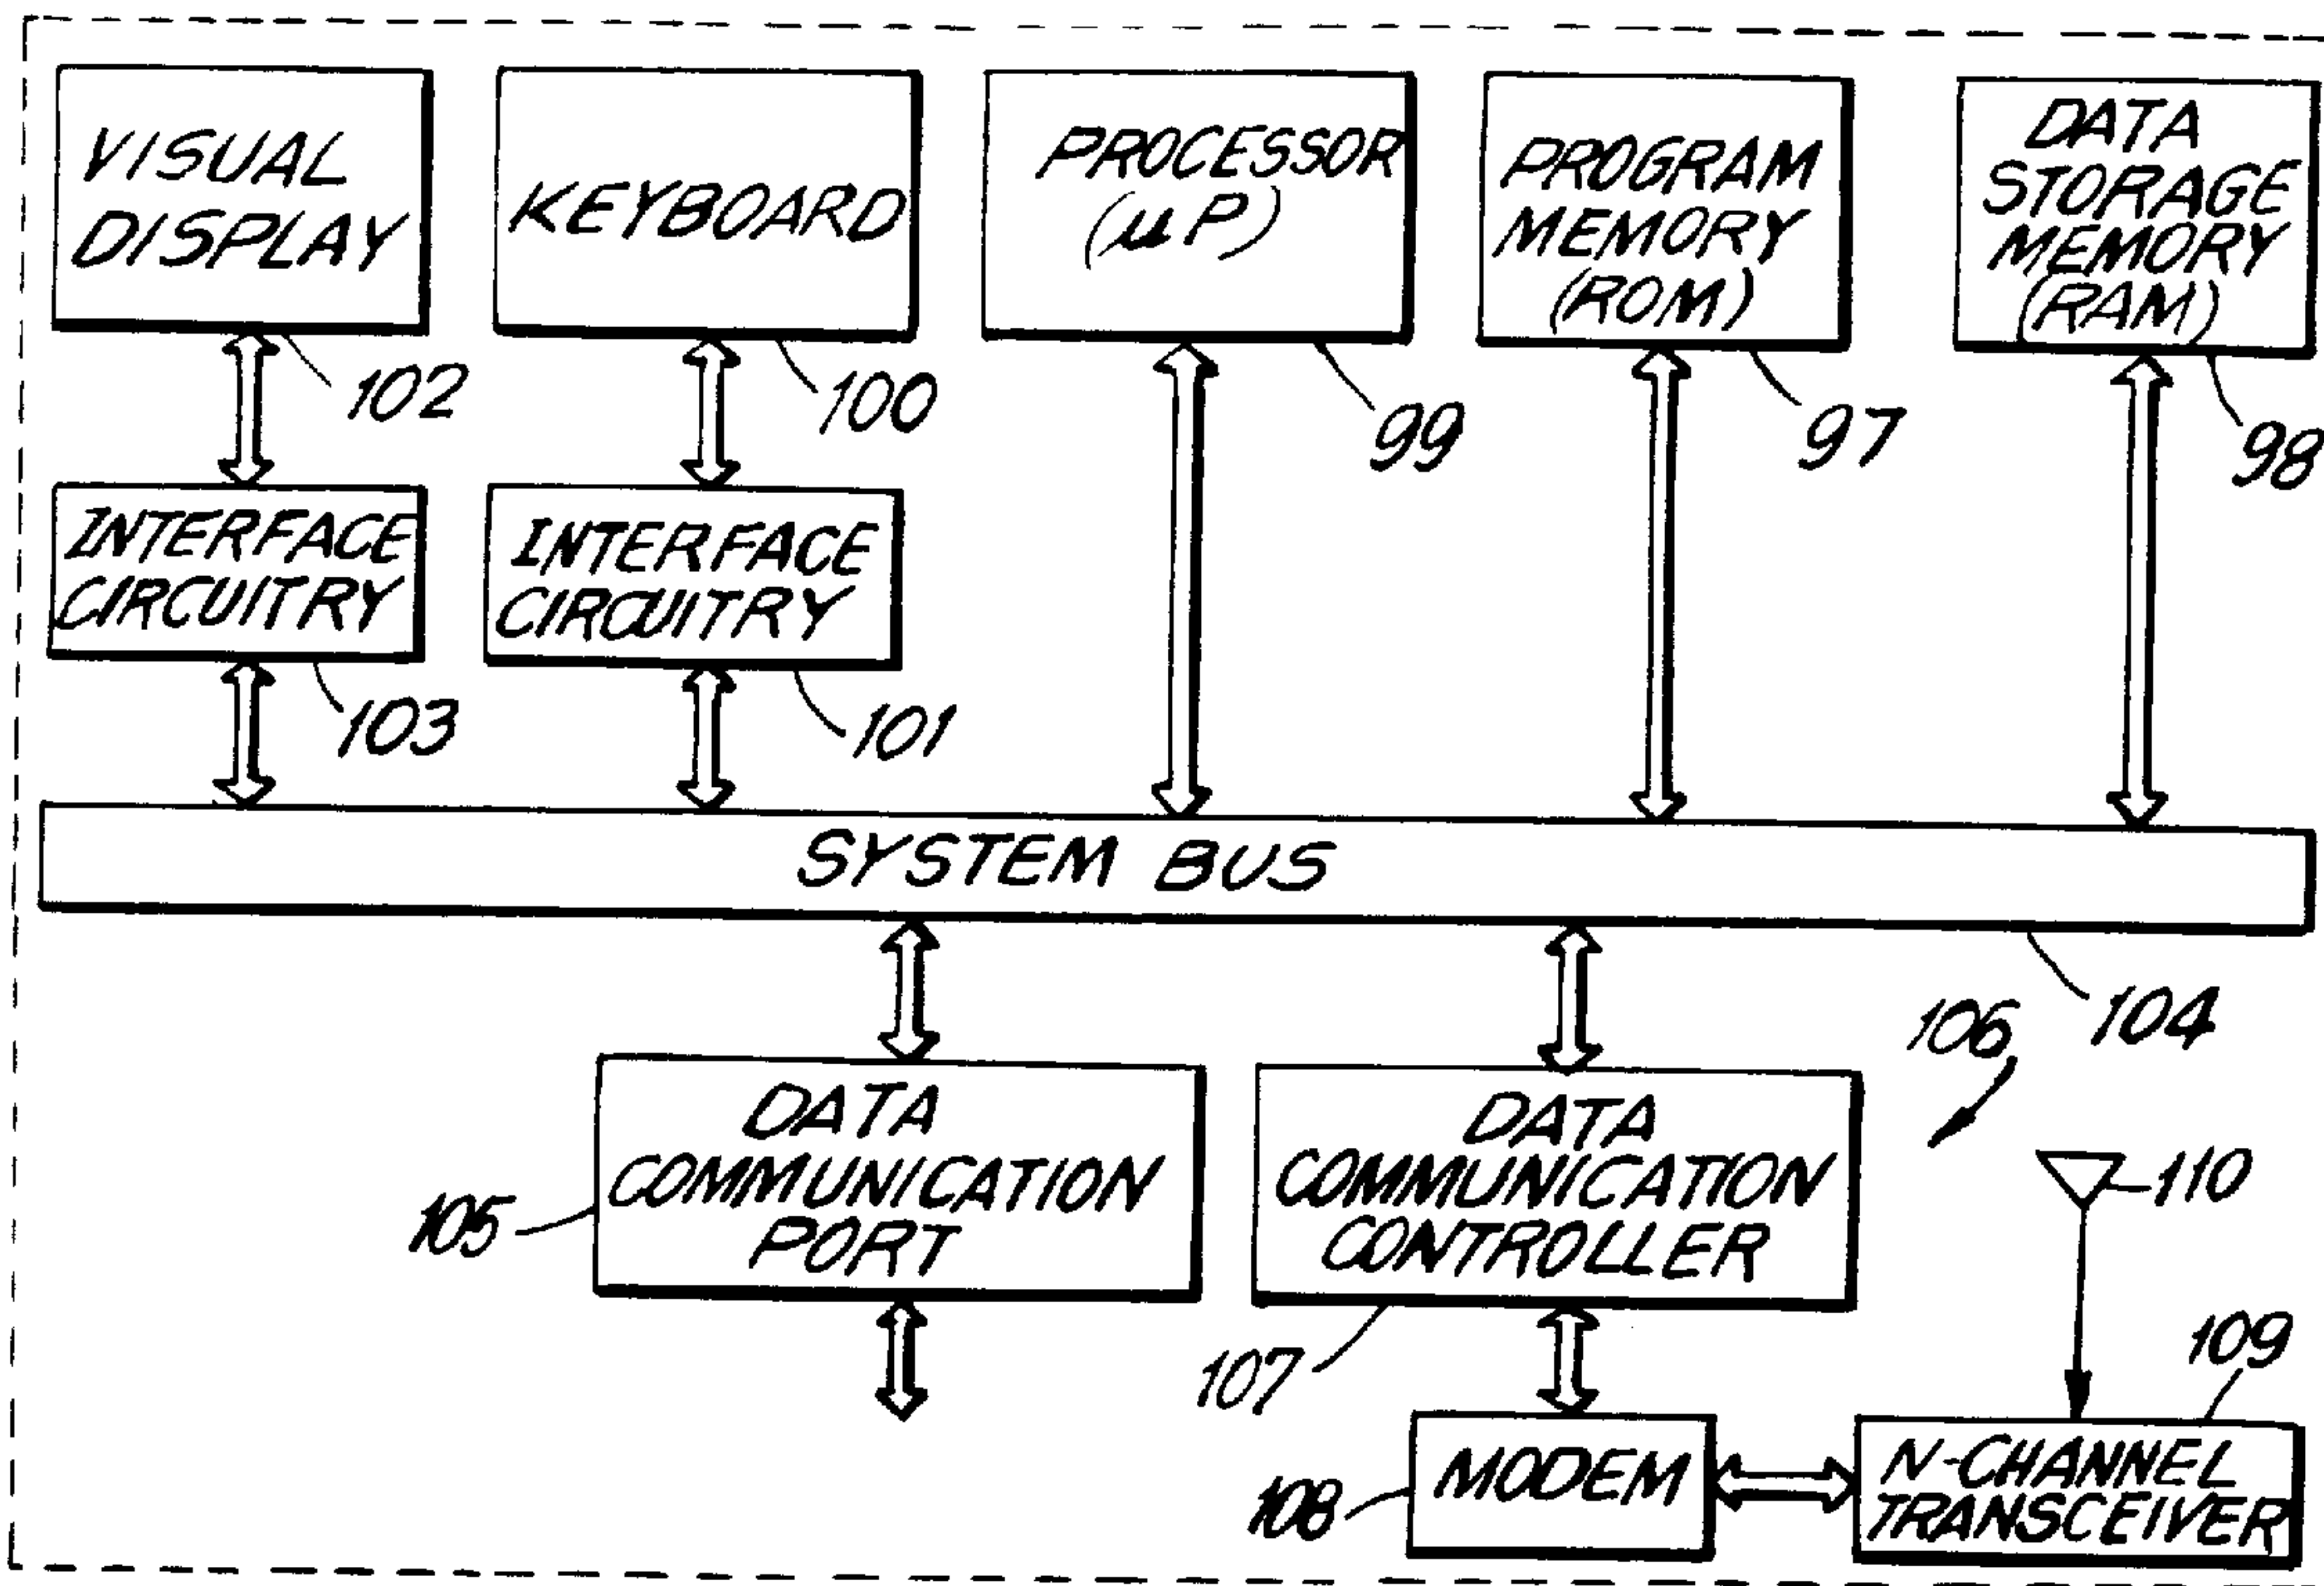 VISUAL
DISPLAY
KEYBOARD
PROCESSOR
(μP)
PROGRAM
MEMORY
(ROM)
DATA
STORAGE
MEMORY
(RAM)
102
100
99
97
98
INTERFACE
CIRCUITRY
INTERFACE
CIRCUITRY
103
101
SYSTEM BUS
104
106
DATA
COMMUNICATION
PORT
105
DATA
COMMUNICATION
CONTROLLER
107
110
109
MODEM
108
N-CHANNEL
TRANSCEIVER